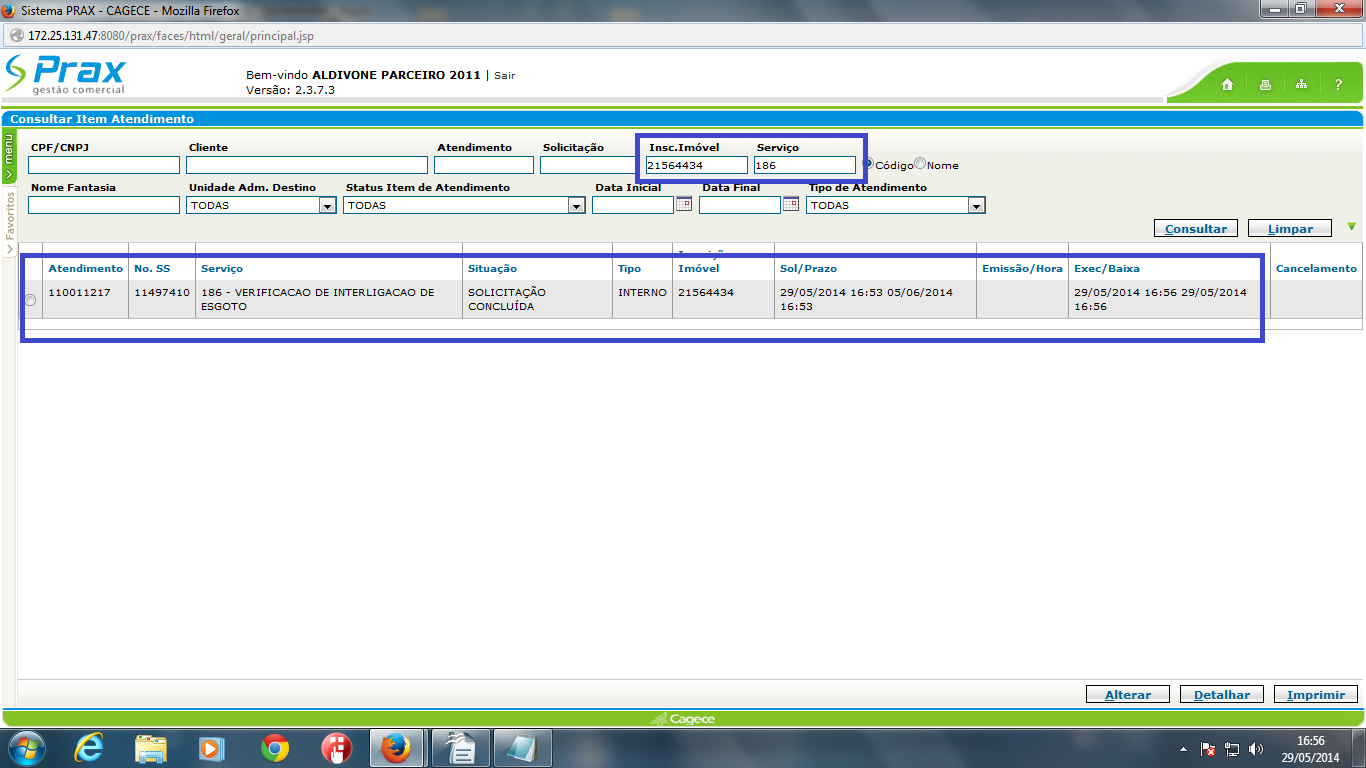 Sistema PRAX - CAGECE - Mozilla Firefox
172.25.131.47:8080/prax/faces/html/geral/principal.jsp
Prax
gestão comercial
Bem-vindo ALDIVONE PARCEIRO 2011 | Sair
Versão: 2.3.7.3
?
Consultar Item Atendimento
menu
Favoritos
CPF/CNPJ Cliente Atendimento Solicitação Insc.Imóvel Serviço
21564434 186 Código Nome
Nome Fantasia Unidade Adm. Destino Status Item de Atendimento Data Inicial Data Final Tipo de Atendimento
TODAS TODAS TODAS
Consultar Limpar
Atendimento No. SS Serviço Situação Tipo Imóvel Sol/Prazo Emissão/Hora Exec/Baixa Cancelamento
110011217 11497410 186 - VERIFICACAO DE INTERLIGACAO DE SOLICITAÇÃO INTERNO 21564434 29/05/2014 16:53 05/06/2014 29/05/2014 16:56 29/05/2014
ESGOTO CONCLUÍDA 16:53 16:56
Alterar Detalhar Imprimir
Cagece
16:56
29/05/2014